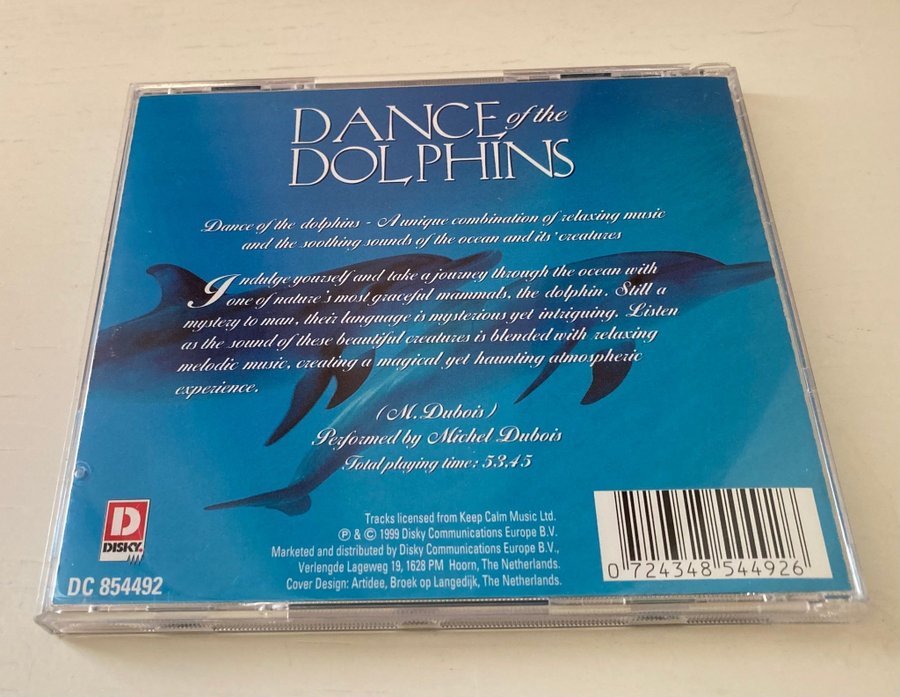 DANCE of the
DOLPHINS
Dance of the dolphins - A unique combination of relaxing music
and the soothing sounds of the ocean and its' creatures
Indulge yourself and take a journey through the ocean with
one of nature's most graceful mammals, the dolphin. Still a
mystery to man, their language is mysterious yet intriguing. Listen
as the sound of these beautiful creatures is blended with relaxing
melodic music, creating a magical yet haunting atmospheric
experience.
(M. Dubois)
Performed by Michel Dubois
Total playing time: 53,45
D
DISKY
DC 854492
Tracks licensed from Keep Calm Music Ltd.
℗ & © 1999 Disky Communications Europe B.V.
Marketed and distributed by Disky Communications Europe B.V.,
Verlengde Lageweg 19, 1628 PM Hoorn, The Netherlands.
Cover Design: Artidee, Broek op Langedijk, The Netherlands.
0 724348 544926